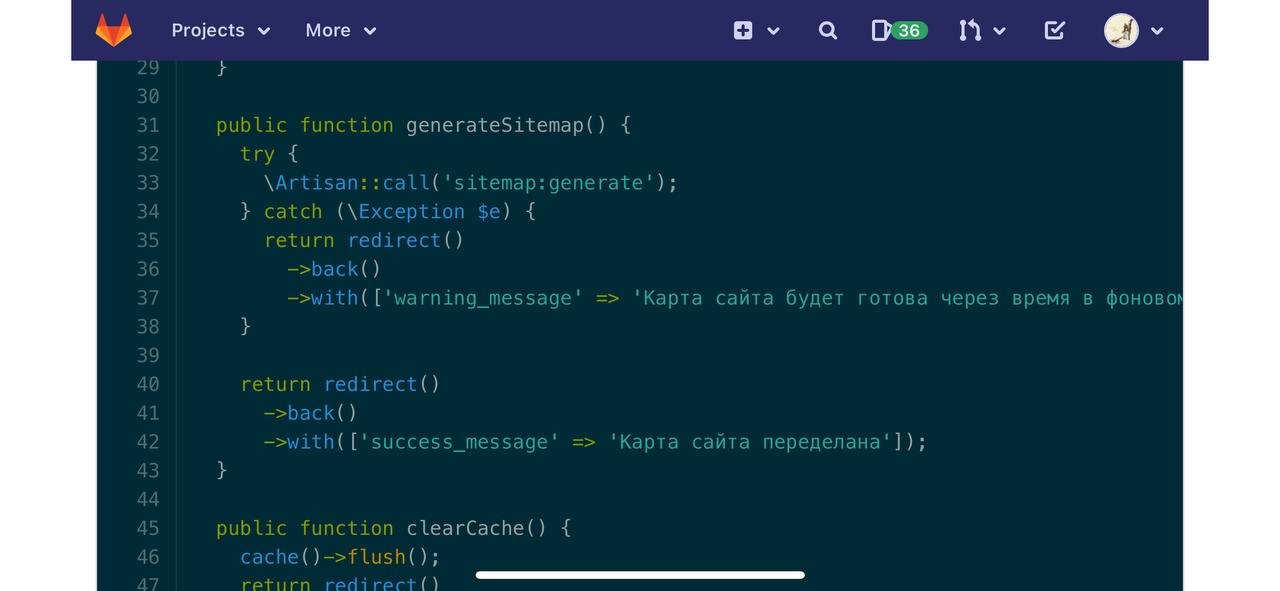 Projects More 36
29 }
30
31 public function generateSitemap() {
32 try {
33 \Artisan::call('sitemap:generate');
34 } catch (\Exception $e) {
35 return redirect()
36 ->back()
37 ->with(['warning_message' => 'Карта сайта будет готова через время в фоновом
38 }
39
40 return redirect()
41 ->back()
42 ->with(['success_message' => 'Карта сайта переделана']);
43 }
44
45 public function clearCache() {
46 cache()->flush();
47 return redirect()